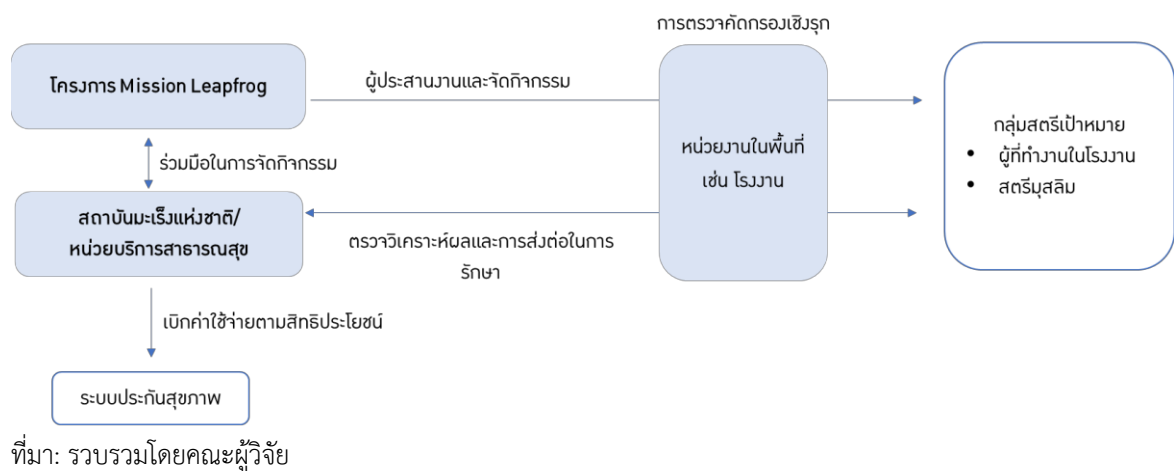 การตรวจคัดกรองเชิงรุก
โครงการ Mission Leapfrog
ผู้ประสานงานและจัดกิจกรรม
หน่วยงานในพื้นที่
เช่น โรงงาน
กลุ่มสตรีเป้าหมาย
• ผู้ที่ทำงานในโรงงาน
• สตรีมุสลิม
ร่วมมือในการจัดกิจกรรม
สถาบันมะเร็งแห่งชาติ/
หน่วยบริการสาธารณสุข
ตรวจวิเคราะห์ผลและการส่งต่อในการ
รักษา
เบิกค่าใช้จ่ายตามสิทธิประโยชน์
ระบบประกันสุขภาพ
ที่มา: รวบรวมโดยคณะผู้วิจัย